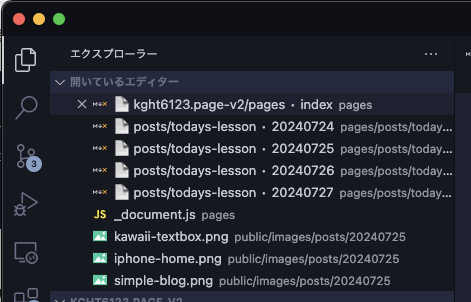 エクスプローラー
開いているエディター
kght6123.page-v2/pages • index pages
posts/todays-lesson • 20240724 pages/posts/today...
posts/todays-lesson • 20240725 pages/posts/today...
posts/todays-lesson • 20240726 pages/posts/today...
3 posts/todays-lesson • 20240727 pages/posts/today...
JS _document.js pages
kawaii-textbox.png public/images/posts/20240725
iphone-home.png public/images/posts/20240725
simple-blog.png public/images/posts/20240725
KGHT6123.PAGE-V2